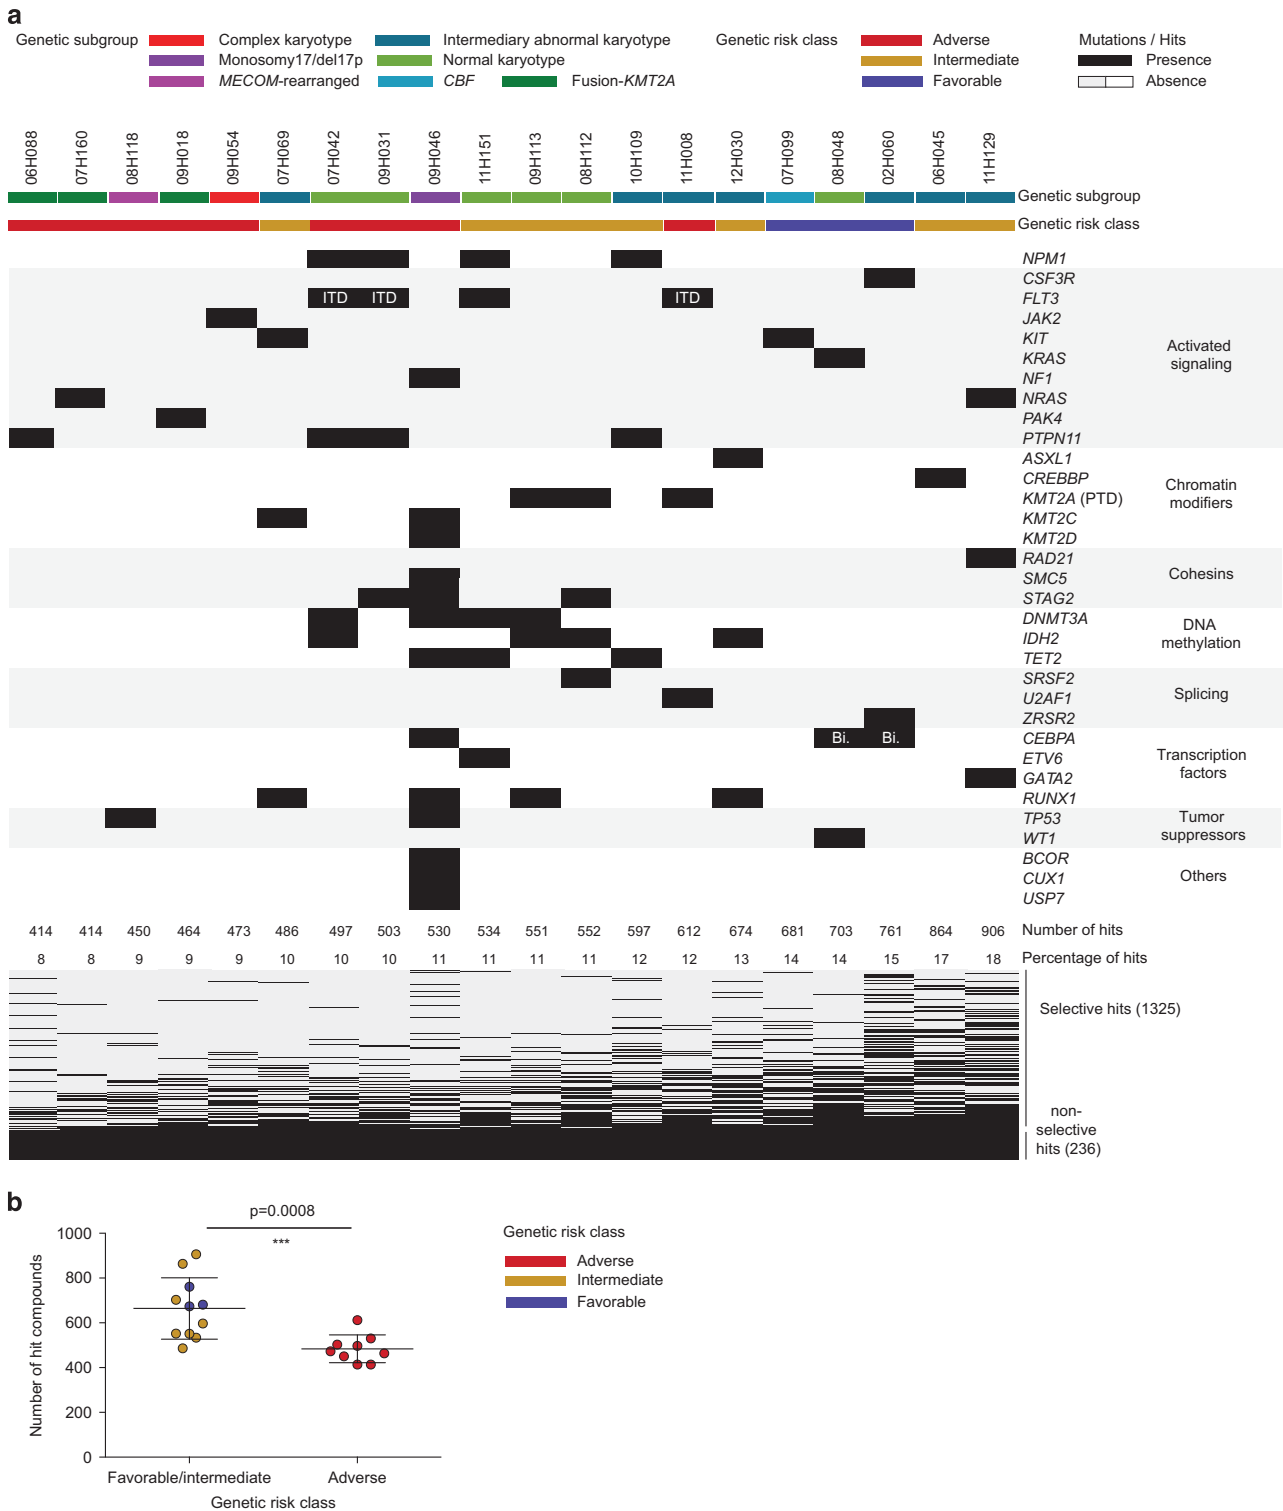 a
Genetic subgroup
Complex karyotype
Intermediary abnormal karyotype
Genetic risk class
Adverse
Mutations / Hits
Monosomy17/del17p
Normal karyotype
Intermediate
Presence
MECOM-rearranged
CBF
Fusion-KMT2A
Favorable
Absence
06H088 07H160 08H118 09H018 09H054 07H069 07H042 09H031 09H046 11H151 09H113 08H112 10H109 11H008 12H030 07H099 08H048 02H060 06H045 11H129
Genetic subgroup
Genetic risk class
NPM1
CSF3R
ITD ITD ITD FLT3
JAK2
KIT
Activated
signaling
KRAS
NF1
NRAS
PAK4
PTPN11
ASXL1
CREBBP
Chromatin
modifiers
KMT2A (PTD)
KMT2C
KMT2D
RAD21
SMC5
Cohesins
STAG2
DNMT3A
DNA
methylation
IDH2
TET2
SRSF2
U2AF1
Splicing
ZRSR2
Bi. Bi. CEBPA
ETV6
Transcription
factors
GATA2
RUNX1
TP53
Tumor
suppressors
WT1
BCOR
CUX1
Others
USP7
414 414 450 464 473 486 497 503 530 534 551 552 597 612 674 681 703 761 864 906 Number of hits
8 8 9 9 9 10 10 10 11 11 11 11 12 12 13 14 14 15 17 18 Percentage of hits
Selective hits (1325)
non-
selective
hits (236)
b
p=0.0008
***
Number of hit compounds
1000
800
600
400
200
0
Favorable/intermediate
Adverse
Genetic risk class
Genetic risk class
Adverse
Intermediate
Favorable